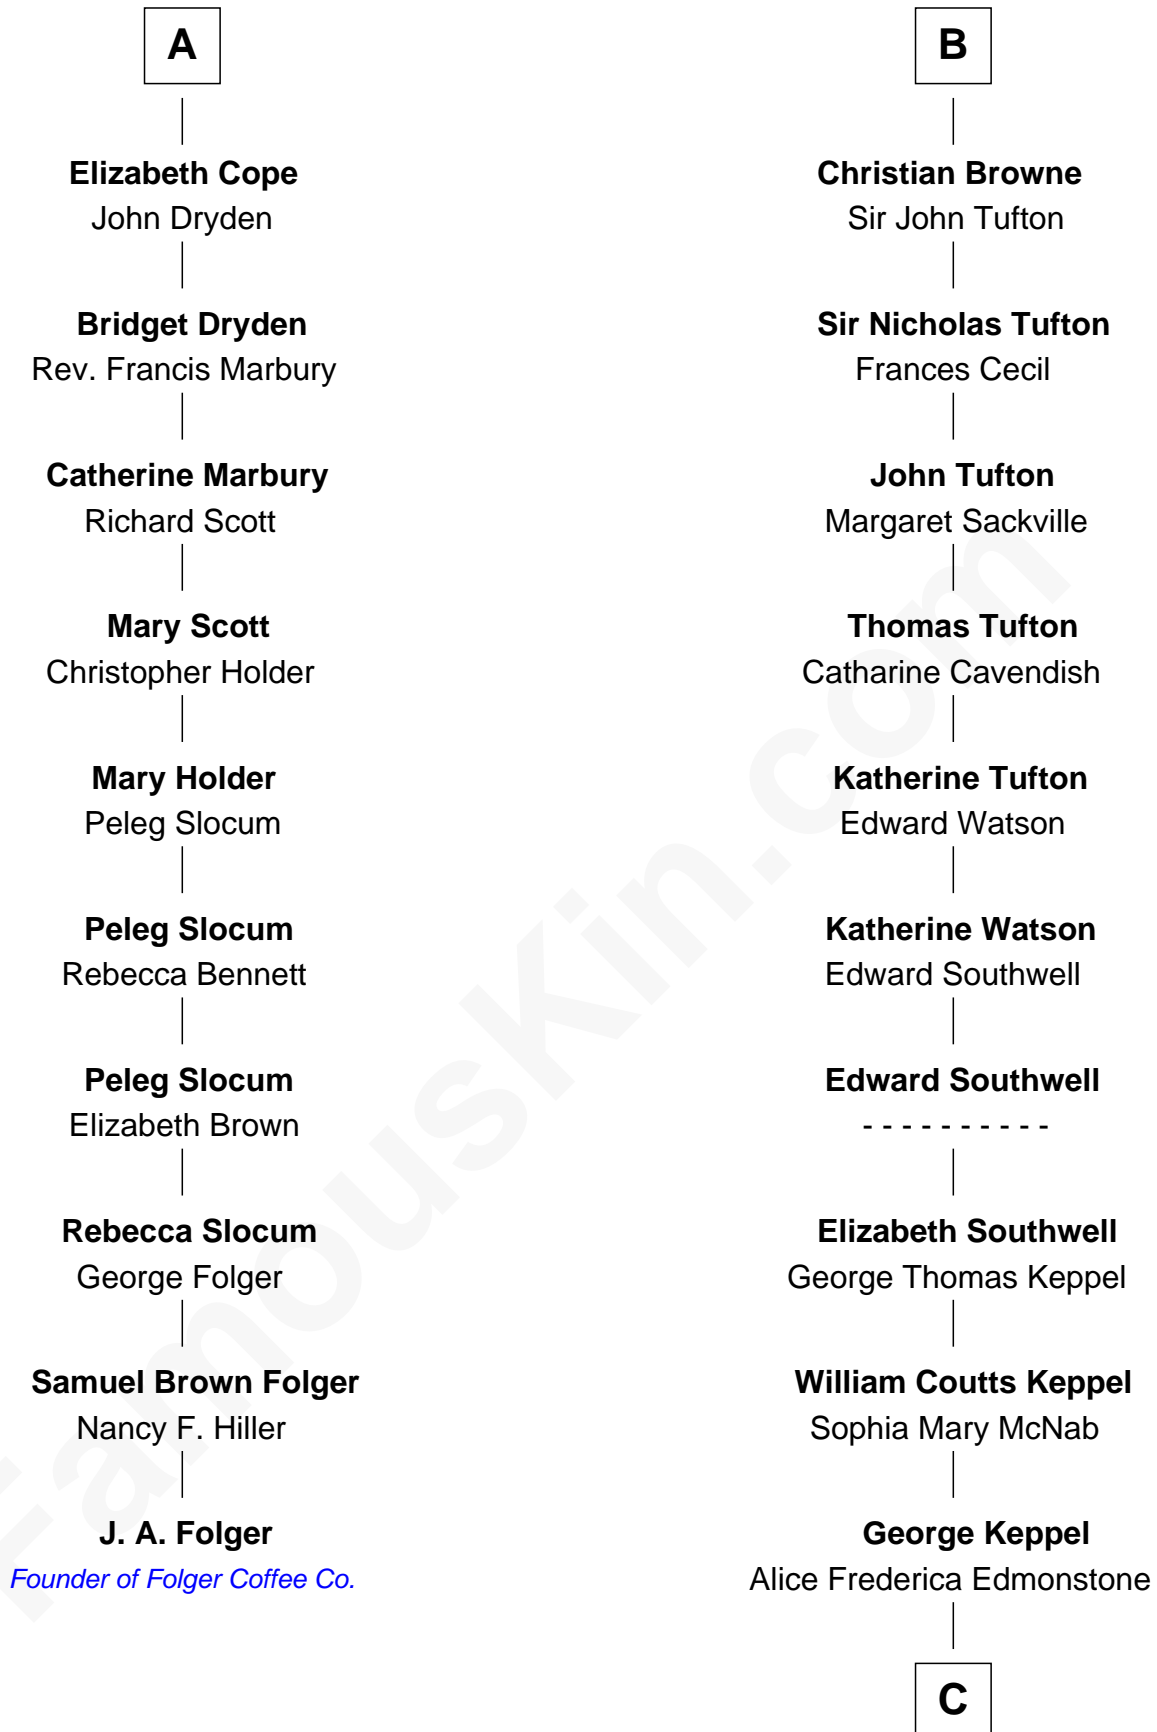 A
Elizabeth Cope
John Dryden
Bridget Dryden
Rev. Francis Marbury
Catherine Marbury
Richard Scott
Mary Scott
Christopher Holder
Mary Holder
Peleg Slocum
Peleg Slocum
Rebecca Bennett
Peleg Slocum
Elizabeth Brown
Rebecca Slocum
George Folger
Samuel Brown Folger
Nancy F. Hiller
J. A. Folger
Founder of Folger Coffee Co.
B
Christian Browne
Sir John Tufton
Sir Nicholas Tufton
Frances Cecil
John Tufton
Margaret Sackville
Thomas Tufton
Catharine Cavendish
Katherine Tufton
Edward Watson
Katherine Watson
Edward Southwell
Edward Southwell
- - - - - - - - - -
Elizabeth Southwell
George Thomas Keppel
William Coutts Keppel
Sophia Mary McNab
George Keppel
Alice Frederica Edmonstone
C
FamousKin.com